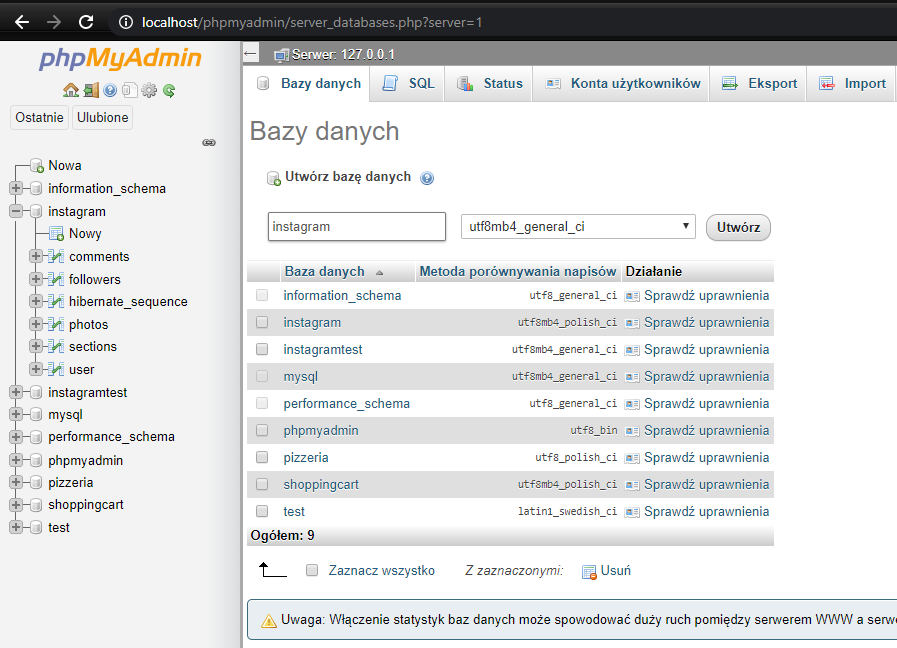 localhost/phpmyadmin/server_databases.php?server=1
phpMyAdmin
Ostatnie Ulubione
Nowa
information_schema
instagram
Nowy
comments
followers
hibernate_sequence
photos
sections
user
instagramtest
mysql
performance_schema
phpmyadmin
pizzeria
shoppingcart
test
Serwer: 127.0.0.1
Bazy danych SQL Status Konta użytkowników Eksport Import
Bazy danych
Utwórz bazę danych
instagram utf8mb4_general_ci Utwórz
Baza danych Metoda porównywania napisów Działanie
information_schema utf8_general_ci Sprawdź uprawnienia
instagram utf8mb4_polish_ci Sprawdź uprawnienia
instagramtest utf8mb4_general_ci Sprawdź uprawnienia
mysql utf8mb4_general_ci Sprawdź uprawnienia
performance_schema utf8_general_ci Sprawdź uprawnienia
phpmyadmin utf8_bin Sprawdź uprawnienia
pizzeria utf8_polish_ci Sprawdź uprawnienia
shoppingcart utf8mb4_polish_ci Sprawdź uprawnienia
test latin1_swedish_ci Sprawdź uprawnienia
Ogółem: 9
Zaznacz wszystko Z zaznaczonymi: Usuń
Uwaga: Włączenie statystyk baz danych może spowodować duży ruch pomiędzy serwerem WWW a serwe